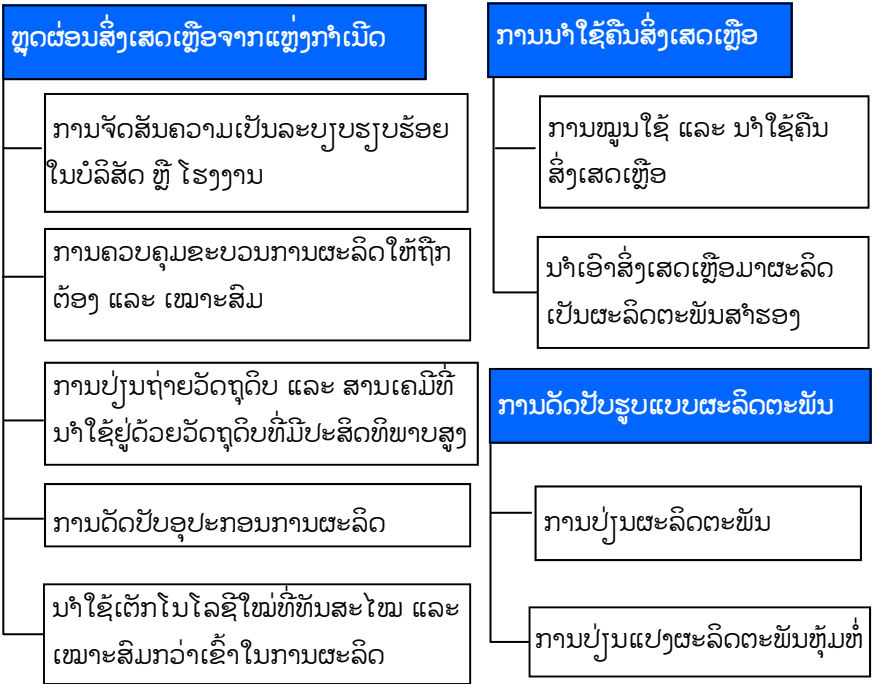 ຫຼຸດຜ່ອນສິ່ງເສດເຫຼືອຈາກແຫຼ່ງກຳເນີດ
ການຈັດສັນຄວາມເປັນລະບຽບຮຽບຮ້ອຍ
ໃນບໍລິສັດ ຫຼື ໂຮງງານ
ການຄວບຄຸມຂະບວນການຜະລິດໃຫ້ຖືກ
ຕ້ອງ ແລະ ເໝາະສົມ
ການປ່ຽນຖ່າຍວັດຖຸດິບ ແລະ ສານເຄມີທີ່
ນຳໃຊ້ຢູ່ດ້ວຍວັດຖຸດິບທີ່ມີປະສິດທິພາບສູງ
ການດັດປັບອຸປະກອນການຜະລິດ
ນຳໃຊ້ເຕັກໂນໂລຊີໃໝ່ທີ່ທັນສະໄໝ ແລະ
ເໝາະສົມກວ່າເຂົ້າໃນການຜະລິດ
ການນຳໃຊ້ຄືນສິ່ງເສດເຫຼືອ
ການໝູນໃຊ້ ແລະ ນຳໃຊ້ຄືນ
ສິ່ງເສດເຫຼືອ
ນຳເອົາສິ່ງເສດເຫຼືອມາຜະລິດ
ເປັນຜະລິດຕະພັນສຳຮອງ
ການດັດປັບຮູບແບບຜະລິດຕະພັນ
ການປ່ຽນຜະລິດຕະພັນ
ການປ່ຽນແປງຜະລິດຕະພັນຫຸ້ມຫໍ່